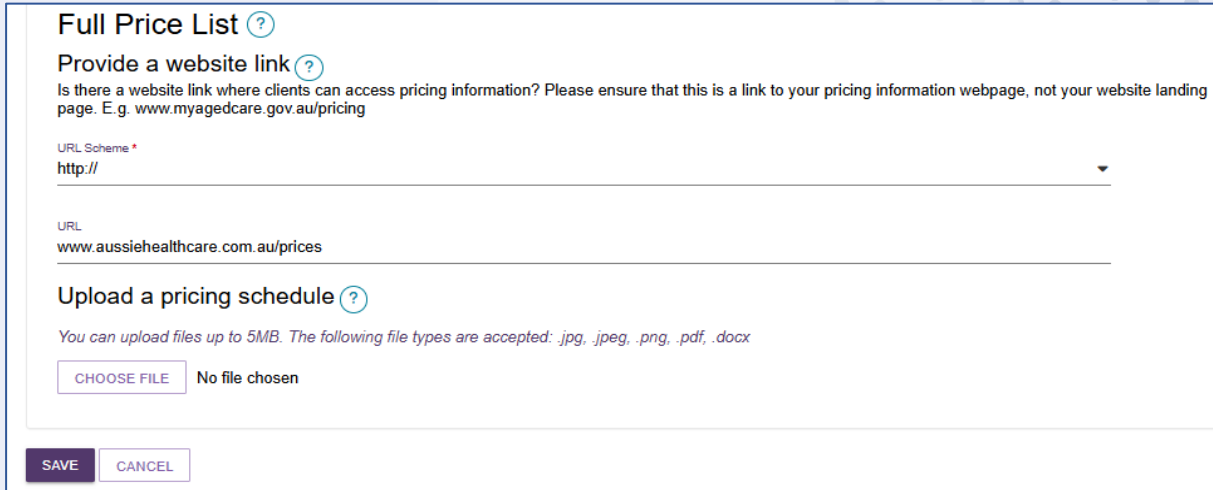 Full Price List ?
Provide a website link ?
Is there a website link where clients can access pricing information? Please ensure that this is a link to your pricing information webpage, not your website landing
page. E.g. www.myagedcare.gov.au/pricing
URL Scheme *
http://
URL
www.aussiehealthcare.com.au/prices
Upload a pricing schedule ?
You can upload files up to 5MB. The following file types are accepted: .jpg, .jpeg, .png, .pdf, .docx
CHOOSE FILE No file chosen
SAVE CANCEL